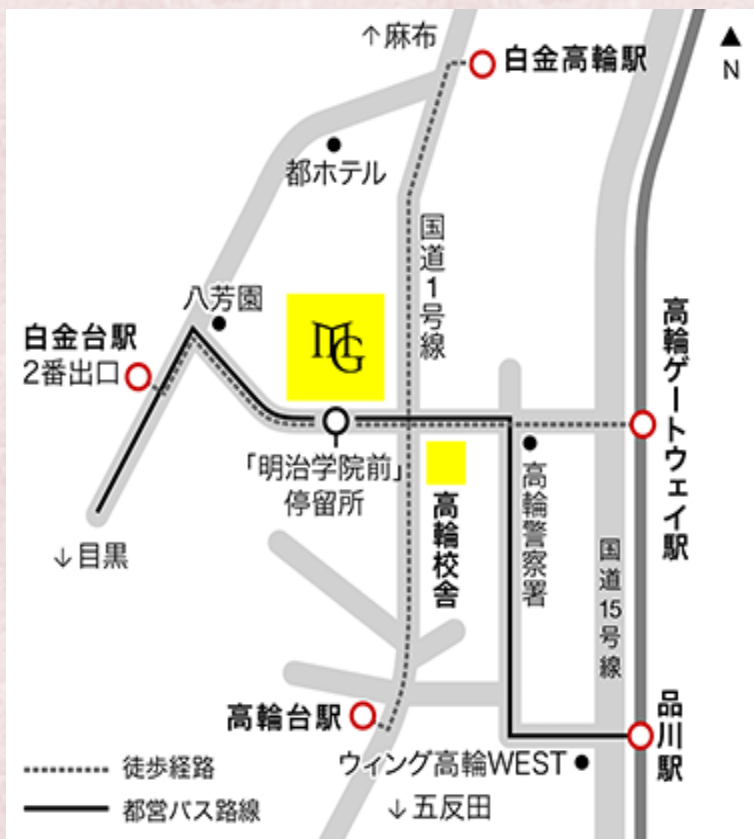 ↑麻布
白金高輪駅
▲
N
都ホテル
国道1号線
八芳園
白金台駅
2番出口
MG
高輪ゲートウェイ駅
「明治学院前」
停留所
高輪校舎
高輪警察署
↓目黒
国道15号線
高輪台駅
品川駅
ウィング高輪WEST
徒歩経路
都営バス路線
↓五反田